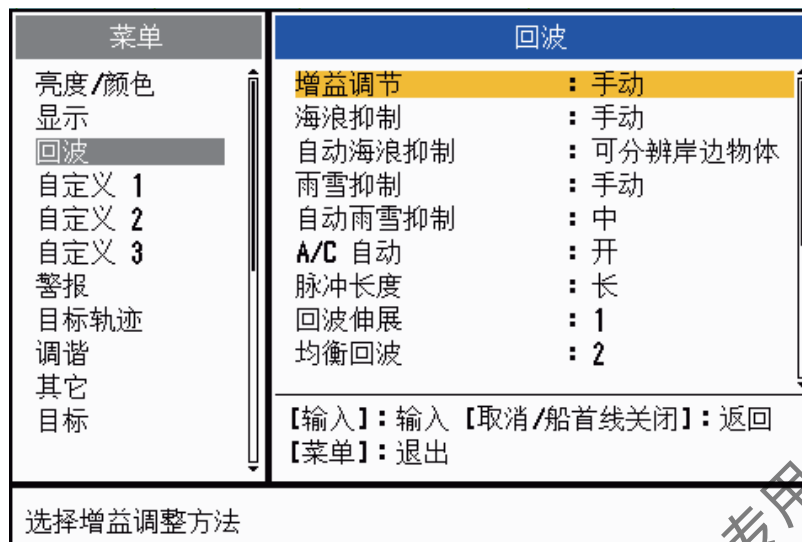 菜单
亮度/颜色
显示
回波
自定义 1
自定义 2
自定义 3
警报
目标轨迹
调谐
其它
目标
回波
增益调节 : 手动
海浪抑制 : 手动
自动海浪抑制 : 可分辨岸边物体
雨雪抑制 : 手动
自动雨雪抑制 : 中
A/C 自动 : 开
脉冲长度 : 长
回波伸展 : 1
均衡回波 : 2
[输入]:输入 [取消/船首线关闭]:返回
[菜单]:退出
选择增益调整方法
专用